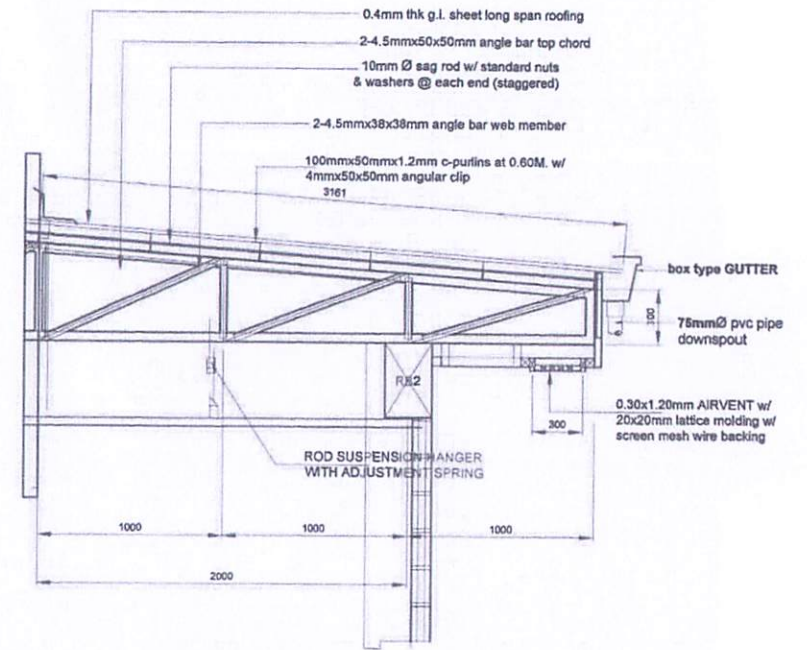 0.4mm thk g.i. sheet long span roofing
2-4.5mmx50x50mm angle bar top chord
10mm Ø sag rod w/ standard nuts
& washers @ each end (staggered)
2-4.5mmx38x38mm angle bar web member
100mmx50mmx1.2mm c-purlins at 0.60M. w/
4mmx50x50mm angular clip
3161
box type GUTTER
300
75mmØ pvc pipe
downspout
RB2
0.30x1.20mm AIRVENT w/
20x20mm lattice molding w/
screen mesh wire backing
300
ROD SUSPENSION HANGER
WITH ADJUSTMENT SPRING
1000
1000
1000
2000